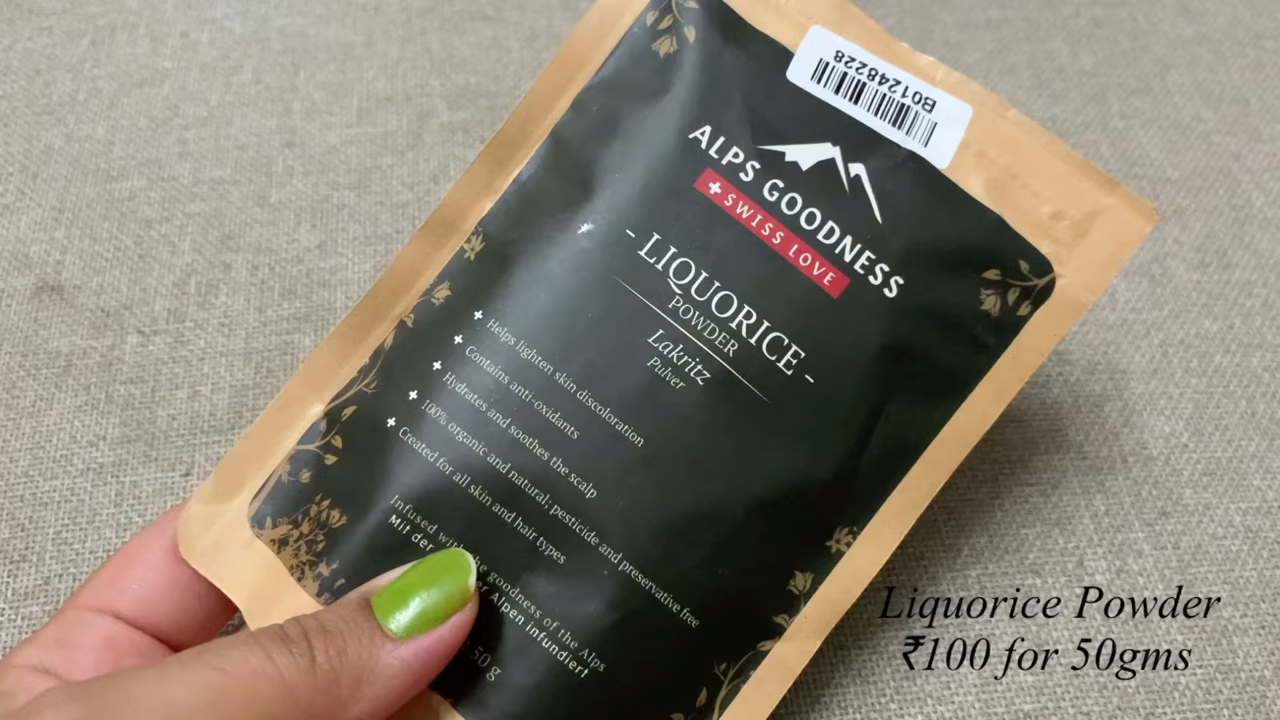 B01248228
ALPS GOODNESS
SWISS LOVE
- LIQUORICE -
POWDER
Lakritz
Pulver
Helps lighten skin discoloration
Contains anti-oxidants
Hydrates and soothes the scalp
100% organic and natural; pesticide and preservative free
Created for all skin and hair types
Infused with the goodness of the Alps
Mit der Alpen infundiert
50 g
Liquorice Powder
₹100 for 50gms